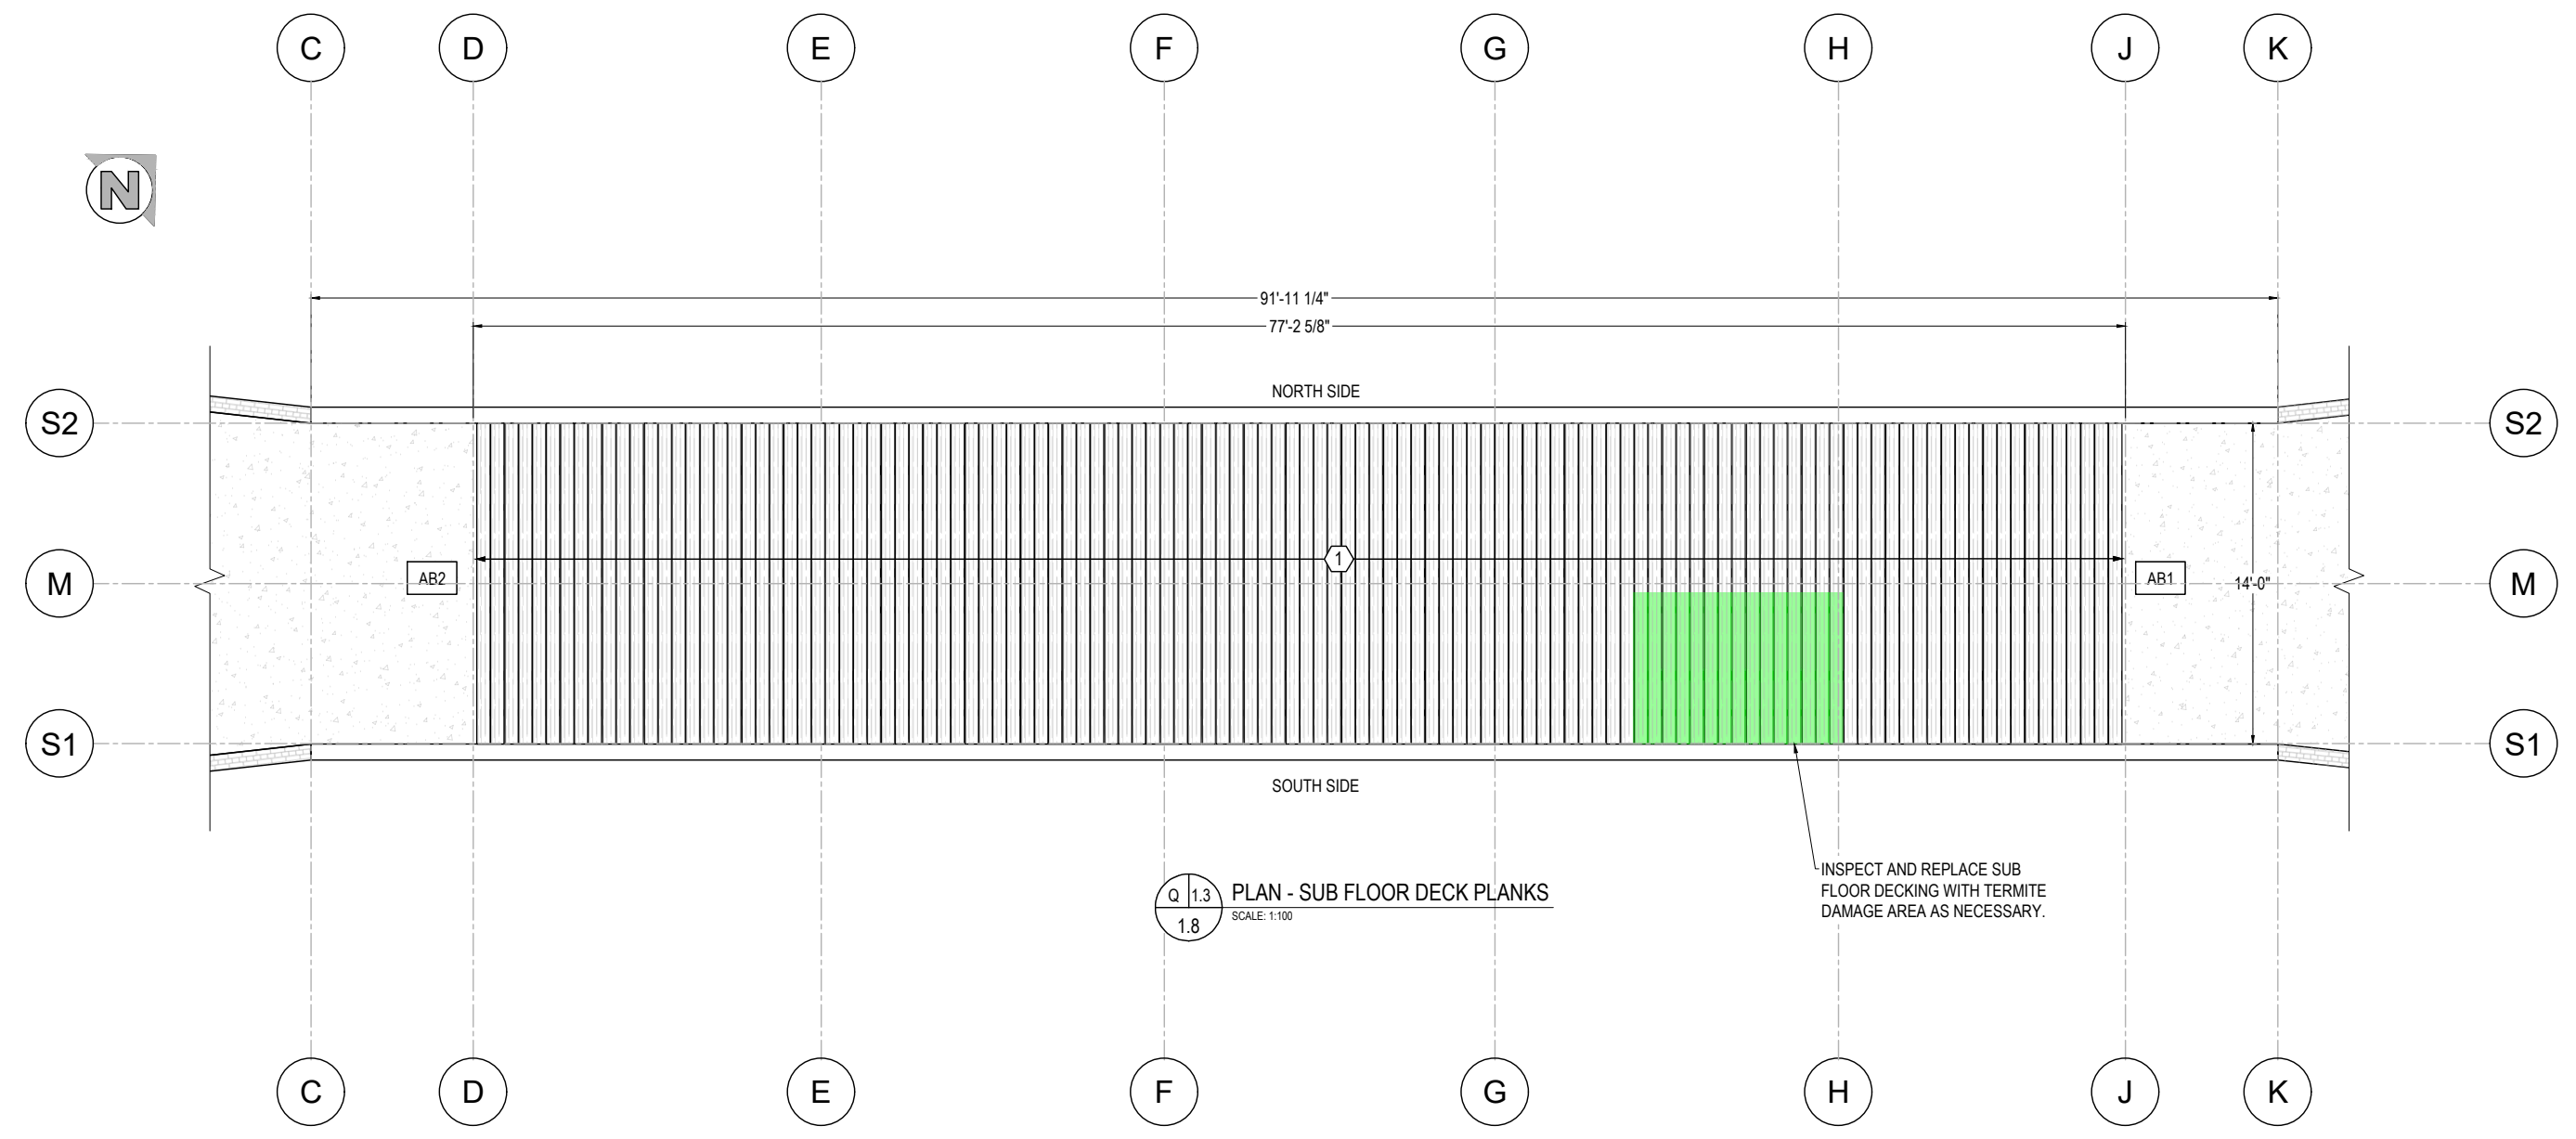 C D E F G H J K
N
91'-11 1/4"
77'-2 5/8"
NORTH SIDE
S2 S2
1
M AB2 AB1 14'-0" M
S1 S1
SOUTH SIDE
INSPECT AND REPLACE SUB
FLOOR DECKING WITH TERMITE
DAMAGE AREA AS NECESSARY.
Q 1.3 PLAN - SUB FLOOR DECK PLANKS
SCALE: 1:100
1.8
C D E F G H J K